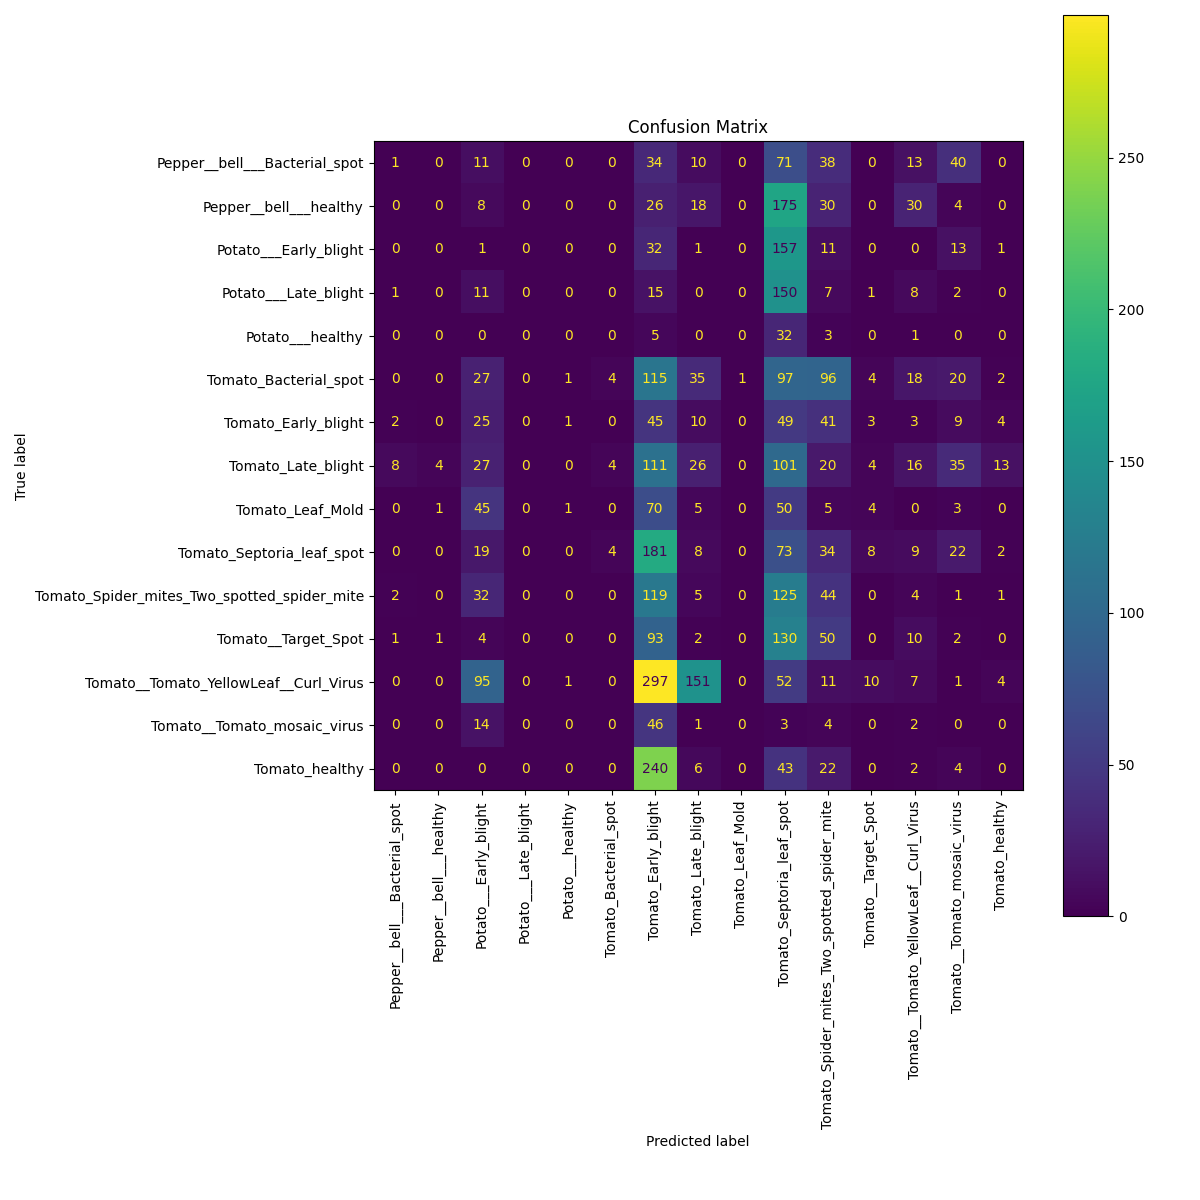 Confusion Matrix
Pepper__bell___Bacterial_spot 1 0 11 0 0 0 34 10 0 71 38 0 13 40 0
Pepper__bell___healthy 0 0 8 0 0 0 26 18 0 175 30 0 30 4 0
Potato___Early_blight 0 0 1 0 0 0 32 1 0 157 11 0 0 13 1
Potato___Late_blight 1 0 11 0 0 0 15 0 0 150 7 1 8 2 0
Potato___healthy 0 0 0 0 0 0 5 0 0 32 3 0 1 0 0
Tomato_Bacterial_spot 0 0 27 0 1 4 115 35 1 97 96 4 18 20 2
Tomato_Early_blight 2 0 25 0 1 0 45 10 0 49 41 3 3 9 4
Tomato_Late_blight 8 4 27 0 0 4 111 26 0 101 20 4 16 35 13
Tomato_Leaf_Mold 0 1 45 0 1 0 70 5 0 50 5 4 0 3 0
Tomato_Septoria_leaf_spot 0 0 19 0 0 4 181 8 0 73 34 8 9 22 2
Tomato_Spider_mites_Two_spotted_spider_mite 2 0 32 0 0 0 119 5 0 125 44 0 4 1 1
Tomato__Target_Spot 1 1 4 0 0 0 93 2 0 130 50 0 10 2 0
Tomato__Tomato_YellowLeaf__Curl_Virus 0 0 95 0 1 0 297 151 0 52 11 10 7 1 4
Tomato__Tomato_mosaic_virus 0 0 14 0 0 0 46 1 0 3 4 0 2 0 0
Tomato_healthy 0 0 0 0 0 0 240 6 0 43 22 0 2 4 0
True label
Pepper__bell___Bacterial_spot
Pepper__bell___healthy
Potato___Early_blight
Potato___Late_blight
Potato___healthy
Tomato_Bacterial_spot
Tomato_Early_blight
Tomato_Late_blight
Tomato_Leaf_Mold
Tomato_Septoria_leaf_spot
Tomato_Spider_mites_Two_spotted_spider_mite
Tomato__Target_Spot
Tomato__Tomato_YellowLeaf__Curl_Virus
Tomato__Tomato_mosaic_virus
Tomato_healthy
Predicted label
250
200
150
100
50
0